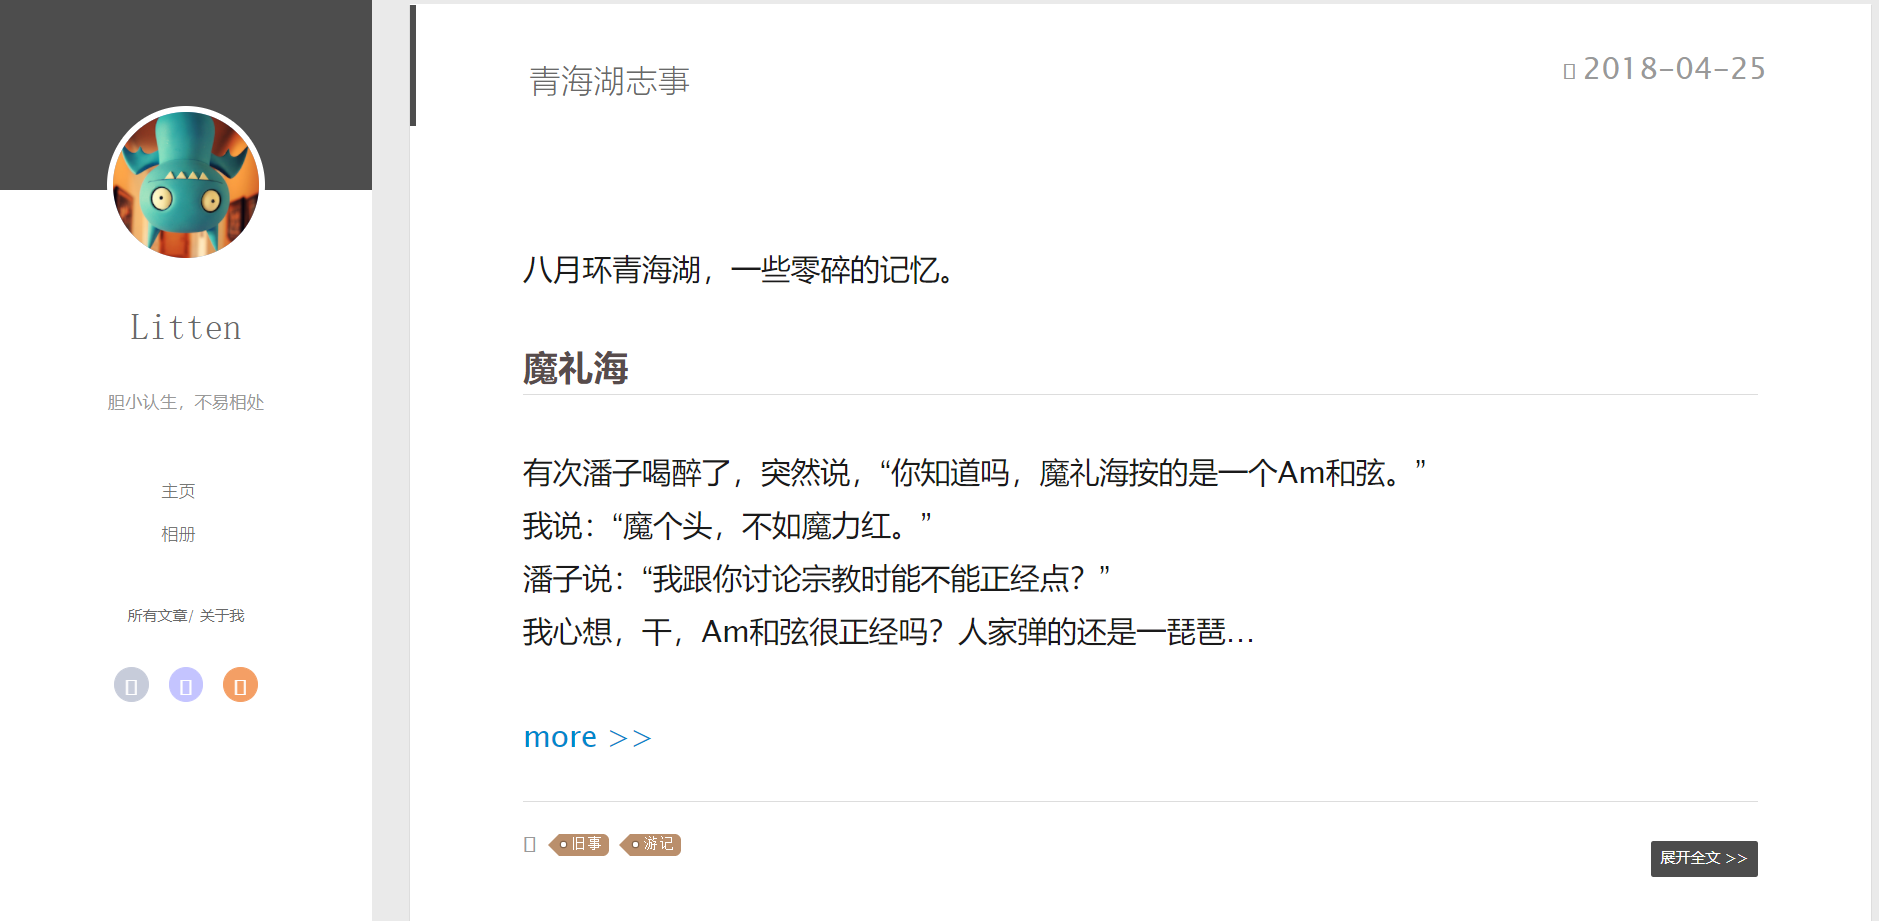 Litten
胆小认生，不易相处
主页
相册
所有文章/ 关于我
青海湖志事
2018-04-25
八月环青海湖，一些零碎的记忆。
魔礼海
有次潘子喝醉了，突然说，“你知道吗，魔礼海按的是一个Am和弦。”
我说：“魔个头，不如魔力红。”
潘子说：“我跟你讨论宗教时能不能正经点？”
我心想，干，Am和弦很正经吗？人家弹的还是一琵琶…
more >>
旧事 游记
展开全文 >>